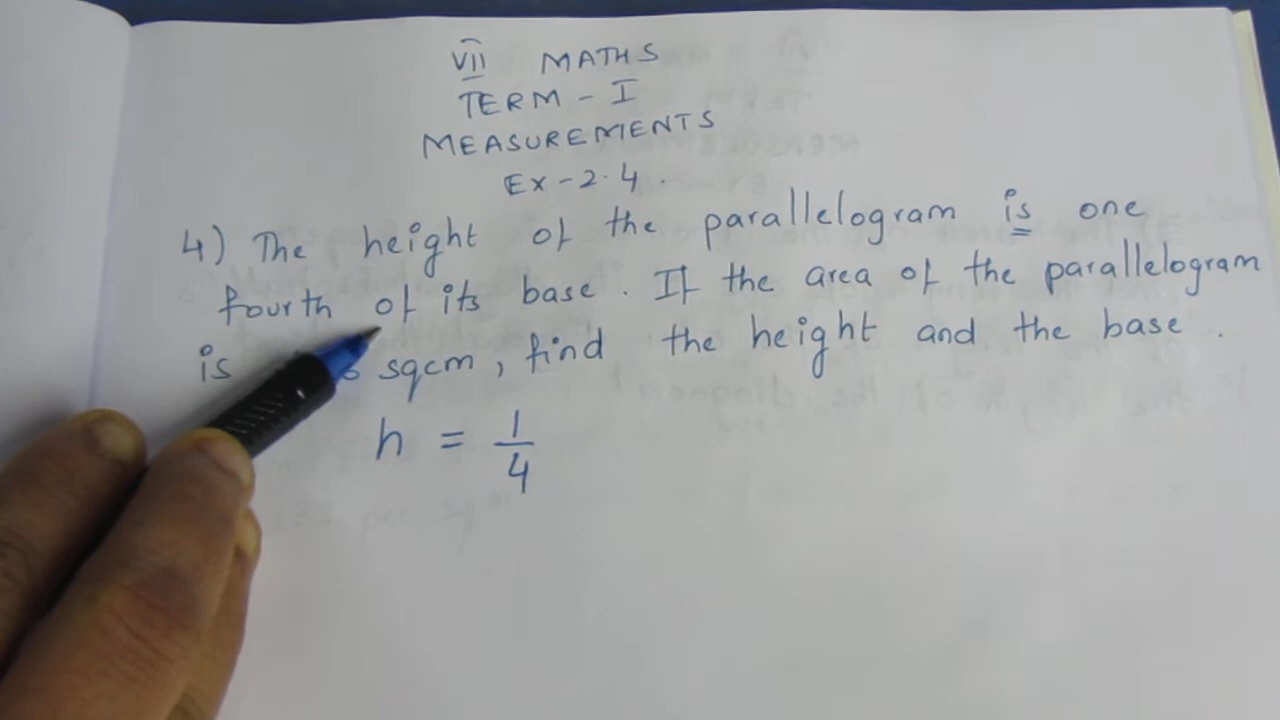 VII MATHS
TERM - I
MEASUREMENTS
Ex - 2.4.
4) The height of the parallelogram is one
fourth of its base. If the area of the parallelogram
is sqcm, find the height and the base.
h = 1/4